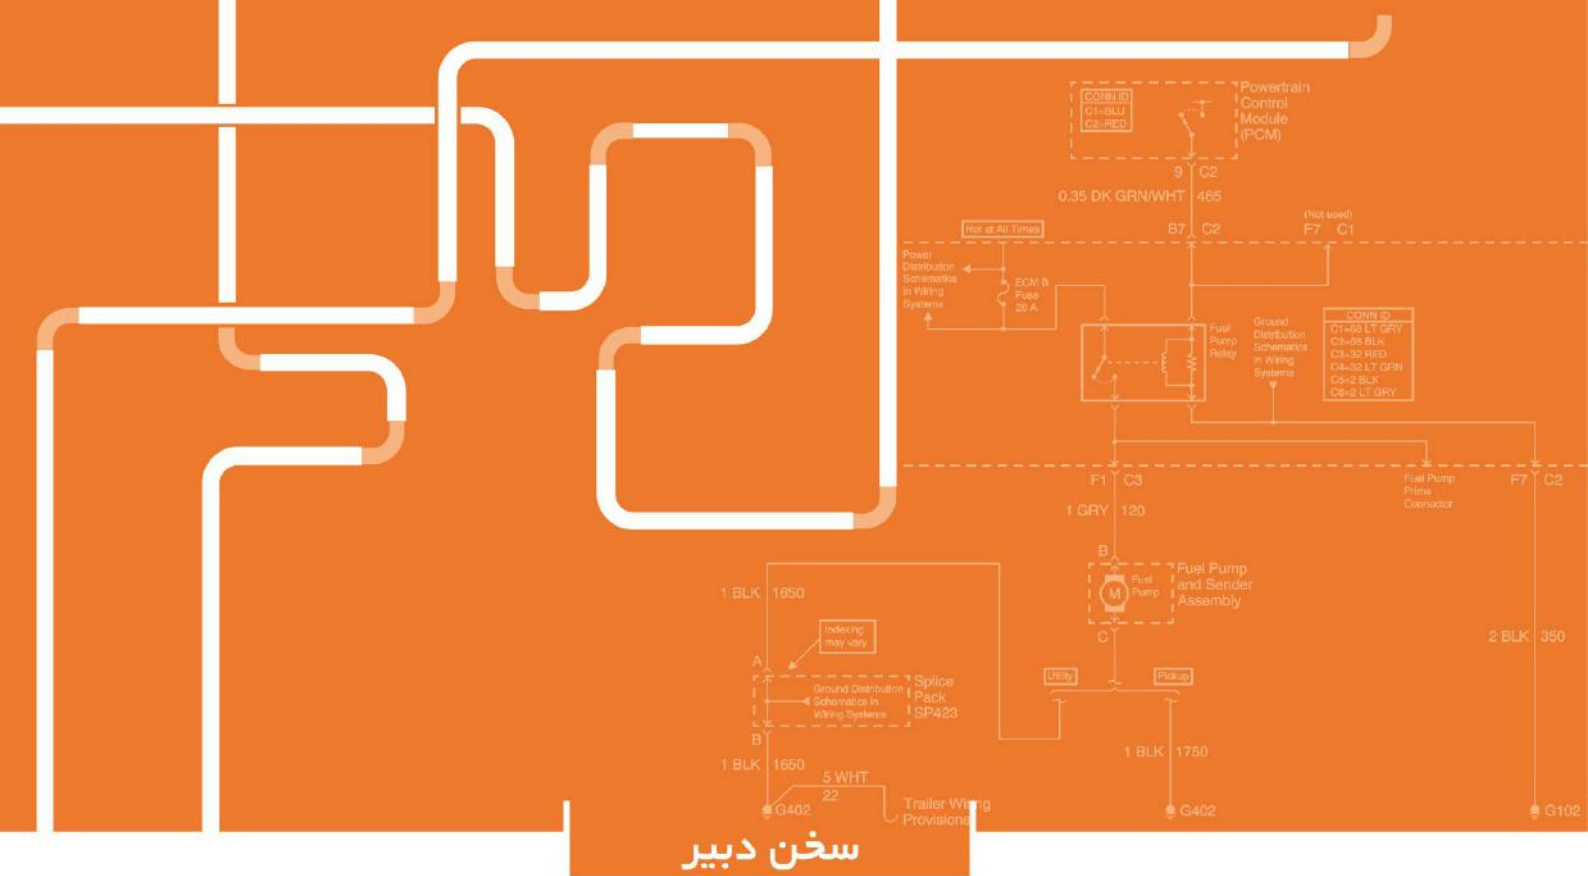 CONN ID
C1=BLU
C2=RED
Powertrain
Control
Module
(PCM)
9 C2
0.35 DK GRN/WHT 465
(Not used)
Hot at All Times
B7 C2
F7 C1
Power
Distribution
Schematics
in Wiring
Systems
ECM B
Fuse
20 A
Fuel
Pump
Relay
Ground
Distribution
Schematics
in Wiring
Systems
CONN ID
C1=68 LT GRY
C2=68 BLK
C3=32 RED
C4=32 LT GRN
C5=2 BLK
C6=2 LT GRY
F1 C3
Fuel Pump
Prime
Connector
F7 C2
1 GRY 120
B
Fuel Pump
and Sender
Assembly
M
Fuel
Pump
C
1 BLK 1650
Indexing
may vary
2 BLK 350
A
Ground Distribution
Schematics in
Wiring Systems
Splice
Pack
SP423
Utility
Pickup
B
1 BLK 1750
1 BLK 1650
5 WHT
22
G402
Trailer Wiring
Provisions
G402
G102
سخن دبیر